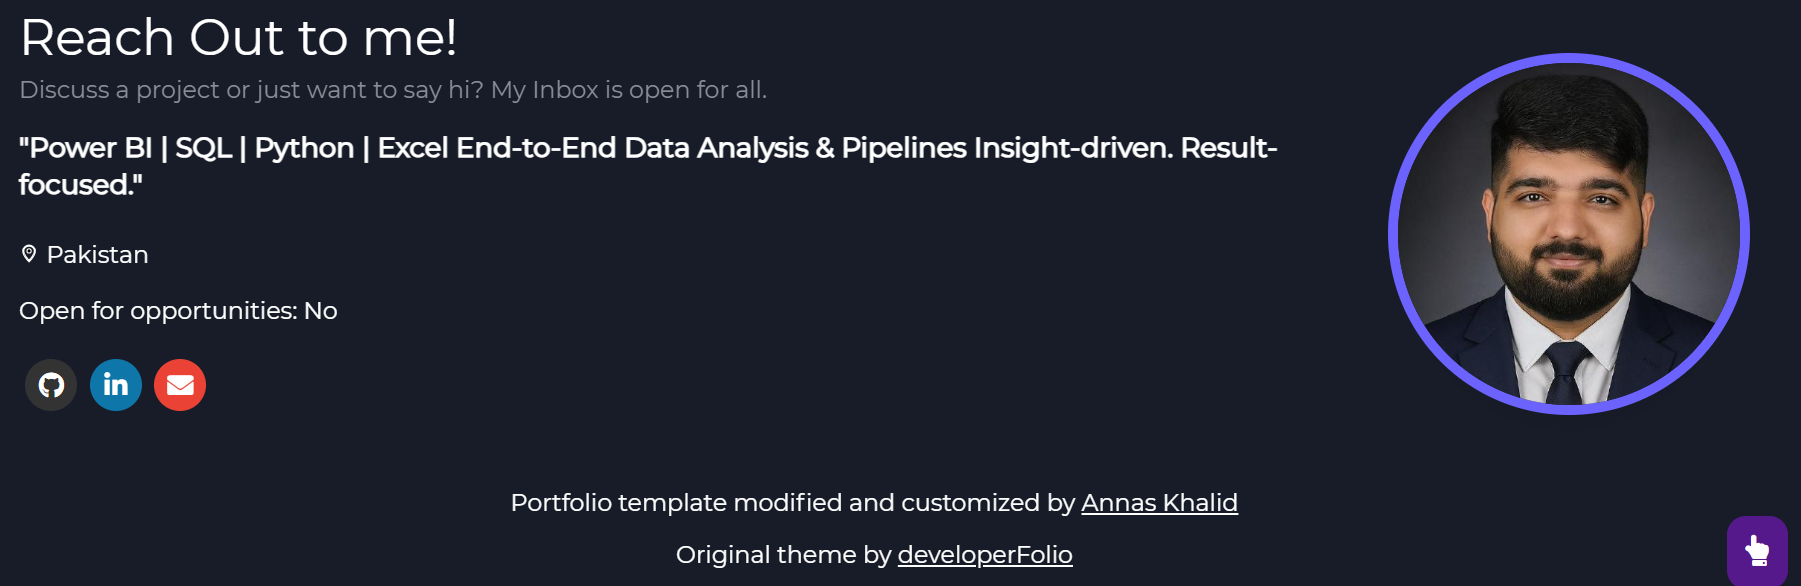 Reach Out to me!
Discuss a project or just want to say hi? My Inbox is open for all.
"Power BI | SQL | Python | Excel End-to-End Data Analysis & Pipelines Insight-driven. Result-
focused."
Pakistan
Open for opportunities: No
in
Portfolio template modified and customized by Annas Khalid
Original theme by developerFolio